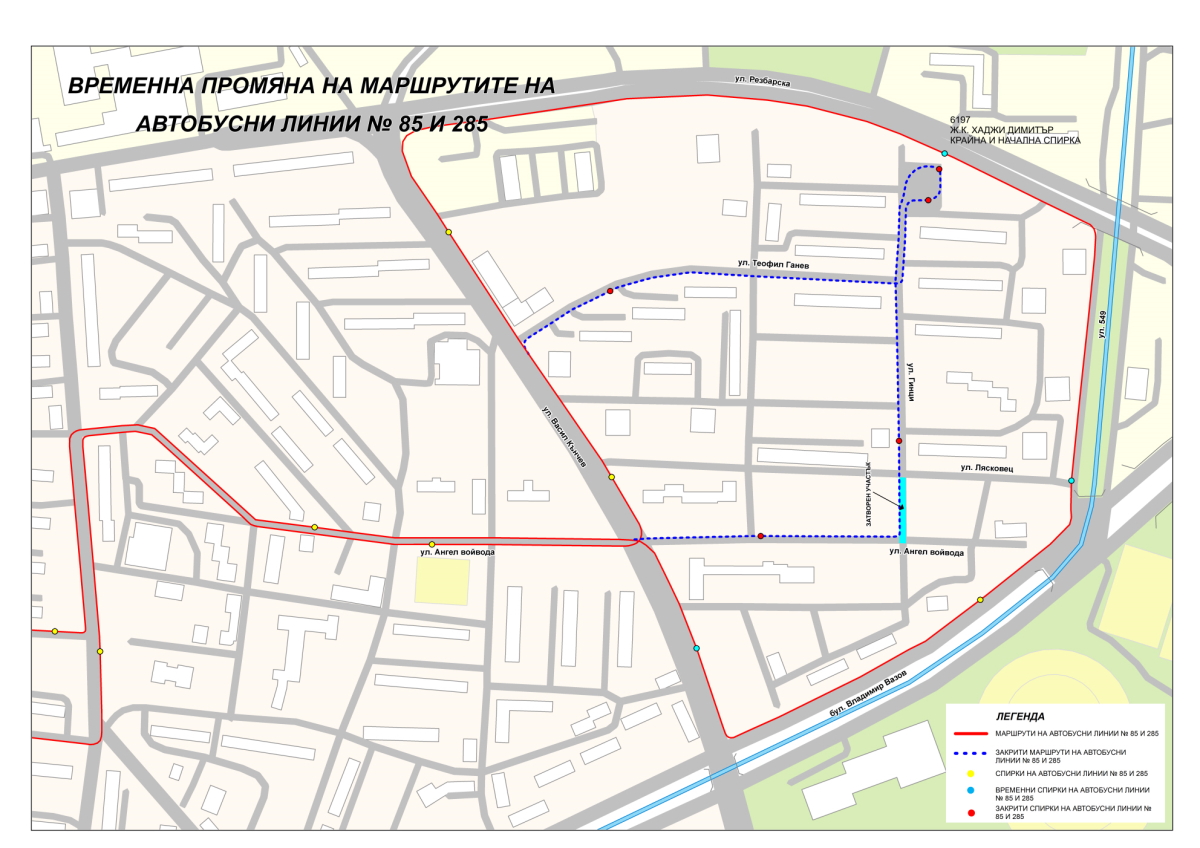 ВРЕМЕННА ПРОМЯНА НА МАРШРУТИТЕ НА
АВТОБУСНИ ЛИНИИ № 85 И 285
ул. Резбарска
6197
Ж.К. ХАДЖИ ДИМИТЪР
КРАЙНА И НАЧАЛНА СПИРКА
ул. Теофил Ганев
ул. 549
ул. Гинци
ул. Васил Кънчев
ул. Лясковец
ЗАТВОРЕН УЧАСТЪК
ул. Ангел войвода
ул. Ангел войвода
бул. Владимир Вазов
ЛЕГЕНДА
МАРШРУТИ НА АВТОБУСНИ ЛИНИИ № 85 И 285
ЗАКРИТИ МАРШРУТИ НА АВТОБУСНИ
ЛИНИИ № 85 И 285
СПИРКИ НА АВТОБУСНИ ЛИНИИ № 85 И 285
ВРЕМЕННИ СПИРКИ НА АВТОБУСНИ ЛИНИИ
№ 85 И 285
ЗАКРИТИ СПИРКИ НА АВТОБУСНИ ЛИНИИ №
85 И 285